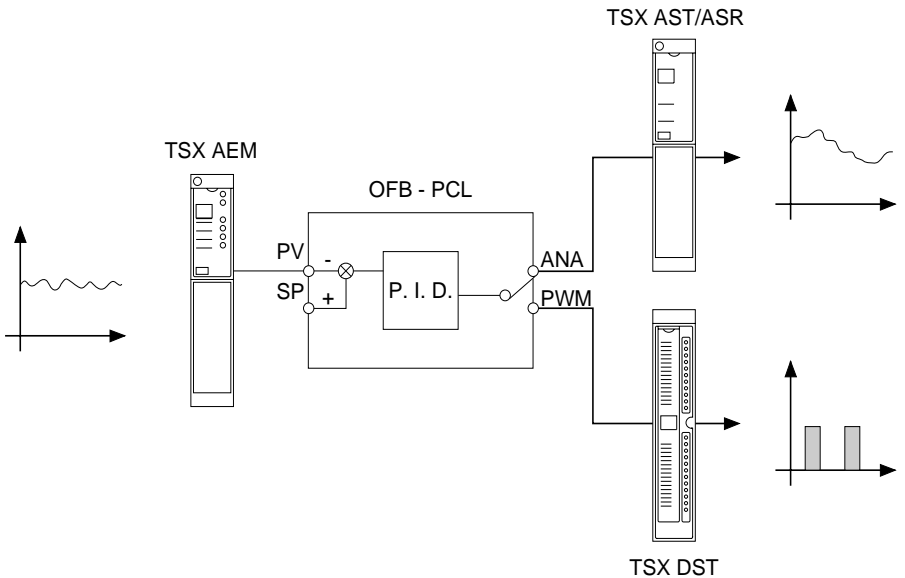 TSX AST/ASR
TSX AEM
OFB - PCL
PV
-
SP
+
P. I. D.
ANA
PWM
TSX DST